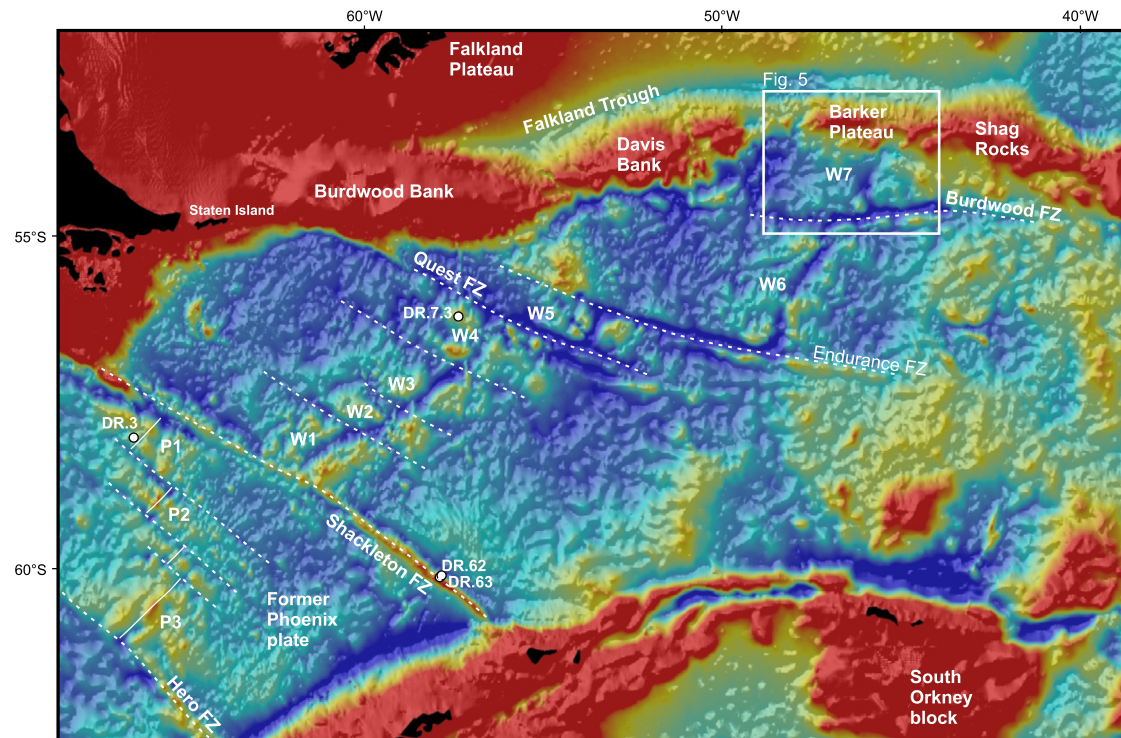 60°W
50°W
40°W
Falkland
Plateau
Fig. 5
Falkland Trough
Barker
Plateau
Shag
Rocks
Davis
Bank
W7
Burdwood Bank
Staten Island
Burdwood FZ
55°S
Quest FZ
W6
DR.7.3
W5
W4
Endurance FZ
W3
W2
DR.3
W1
P1
P2
Shackleton FZ
60°S
DR.62
DR.63
Former
Phoenix
plate
P3
Hero FZ
South
Orkney
block